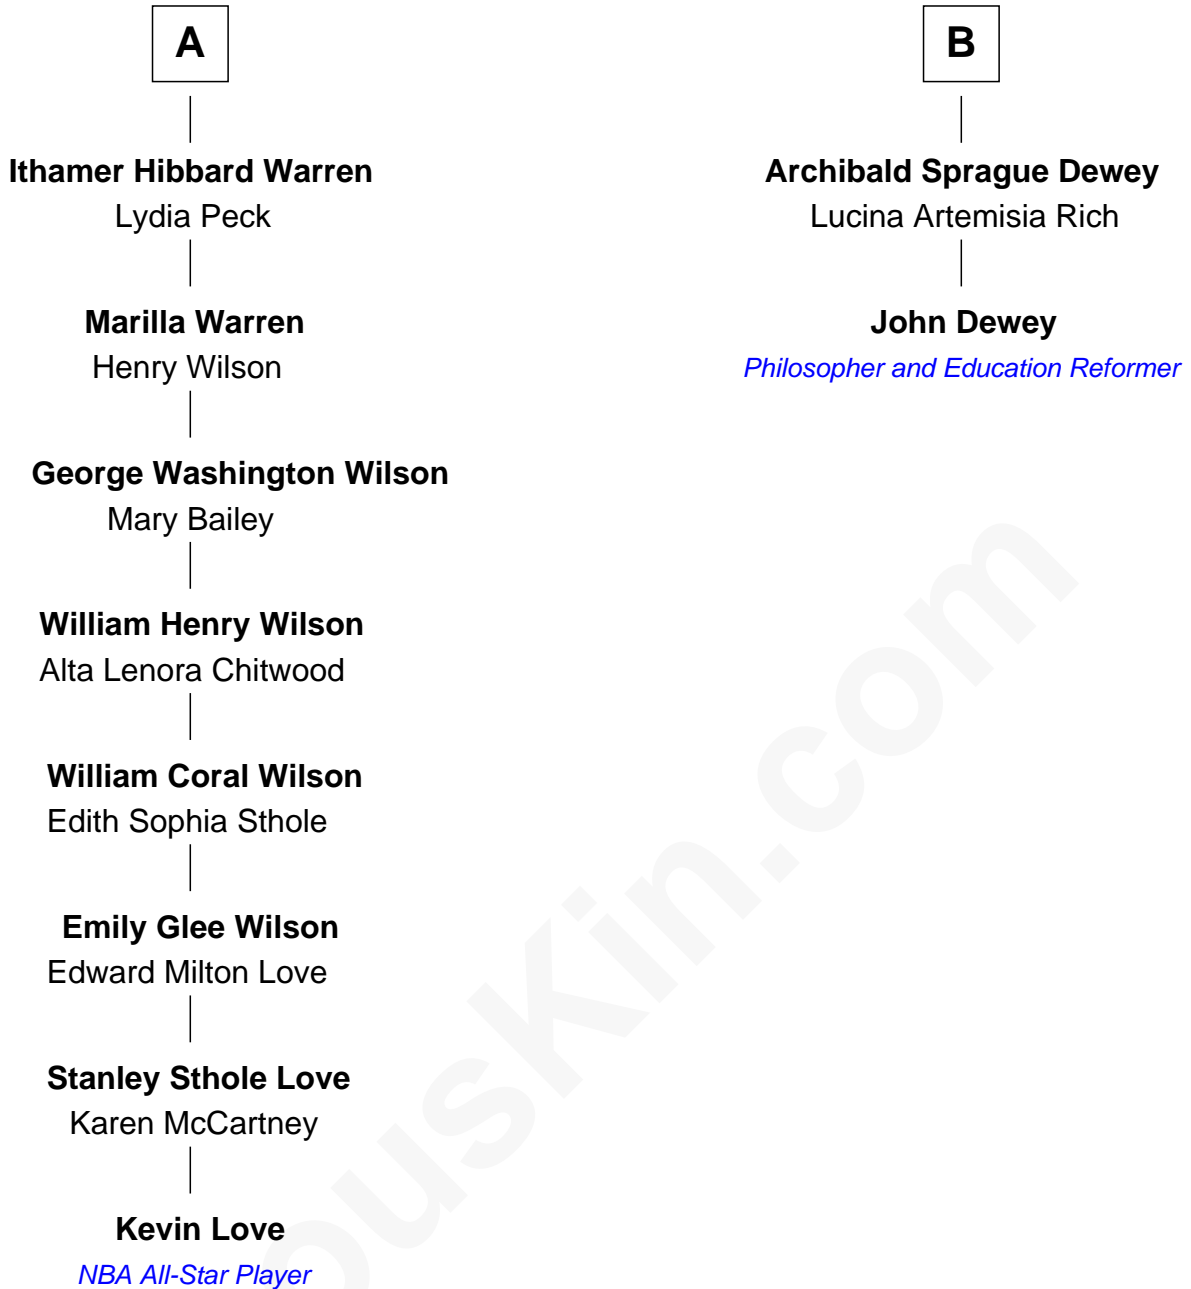 A
Ithamer Hibbard Warren
Lydia Peck
Marilla Warren
Henry Wilson
George Washington Wilson
Mary Bailey
William Henry Wilson
Alta Lenora Chitwood
William Coral Wilson
Edith Sophia Sthole
Emily Glee Wilson
Edward Milton Love
Stanley Sthole Love
Karen McCartney
Kevin Love
NBA All-Star Player
B
Archibald Sprague Dewey
Lucina Artemisia Rich
John Dewey
Philosopher and Education Reformer
ousKin.com